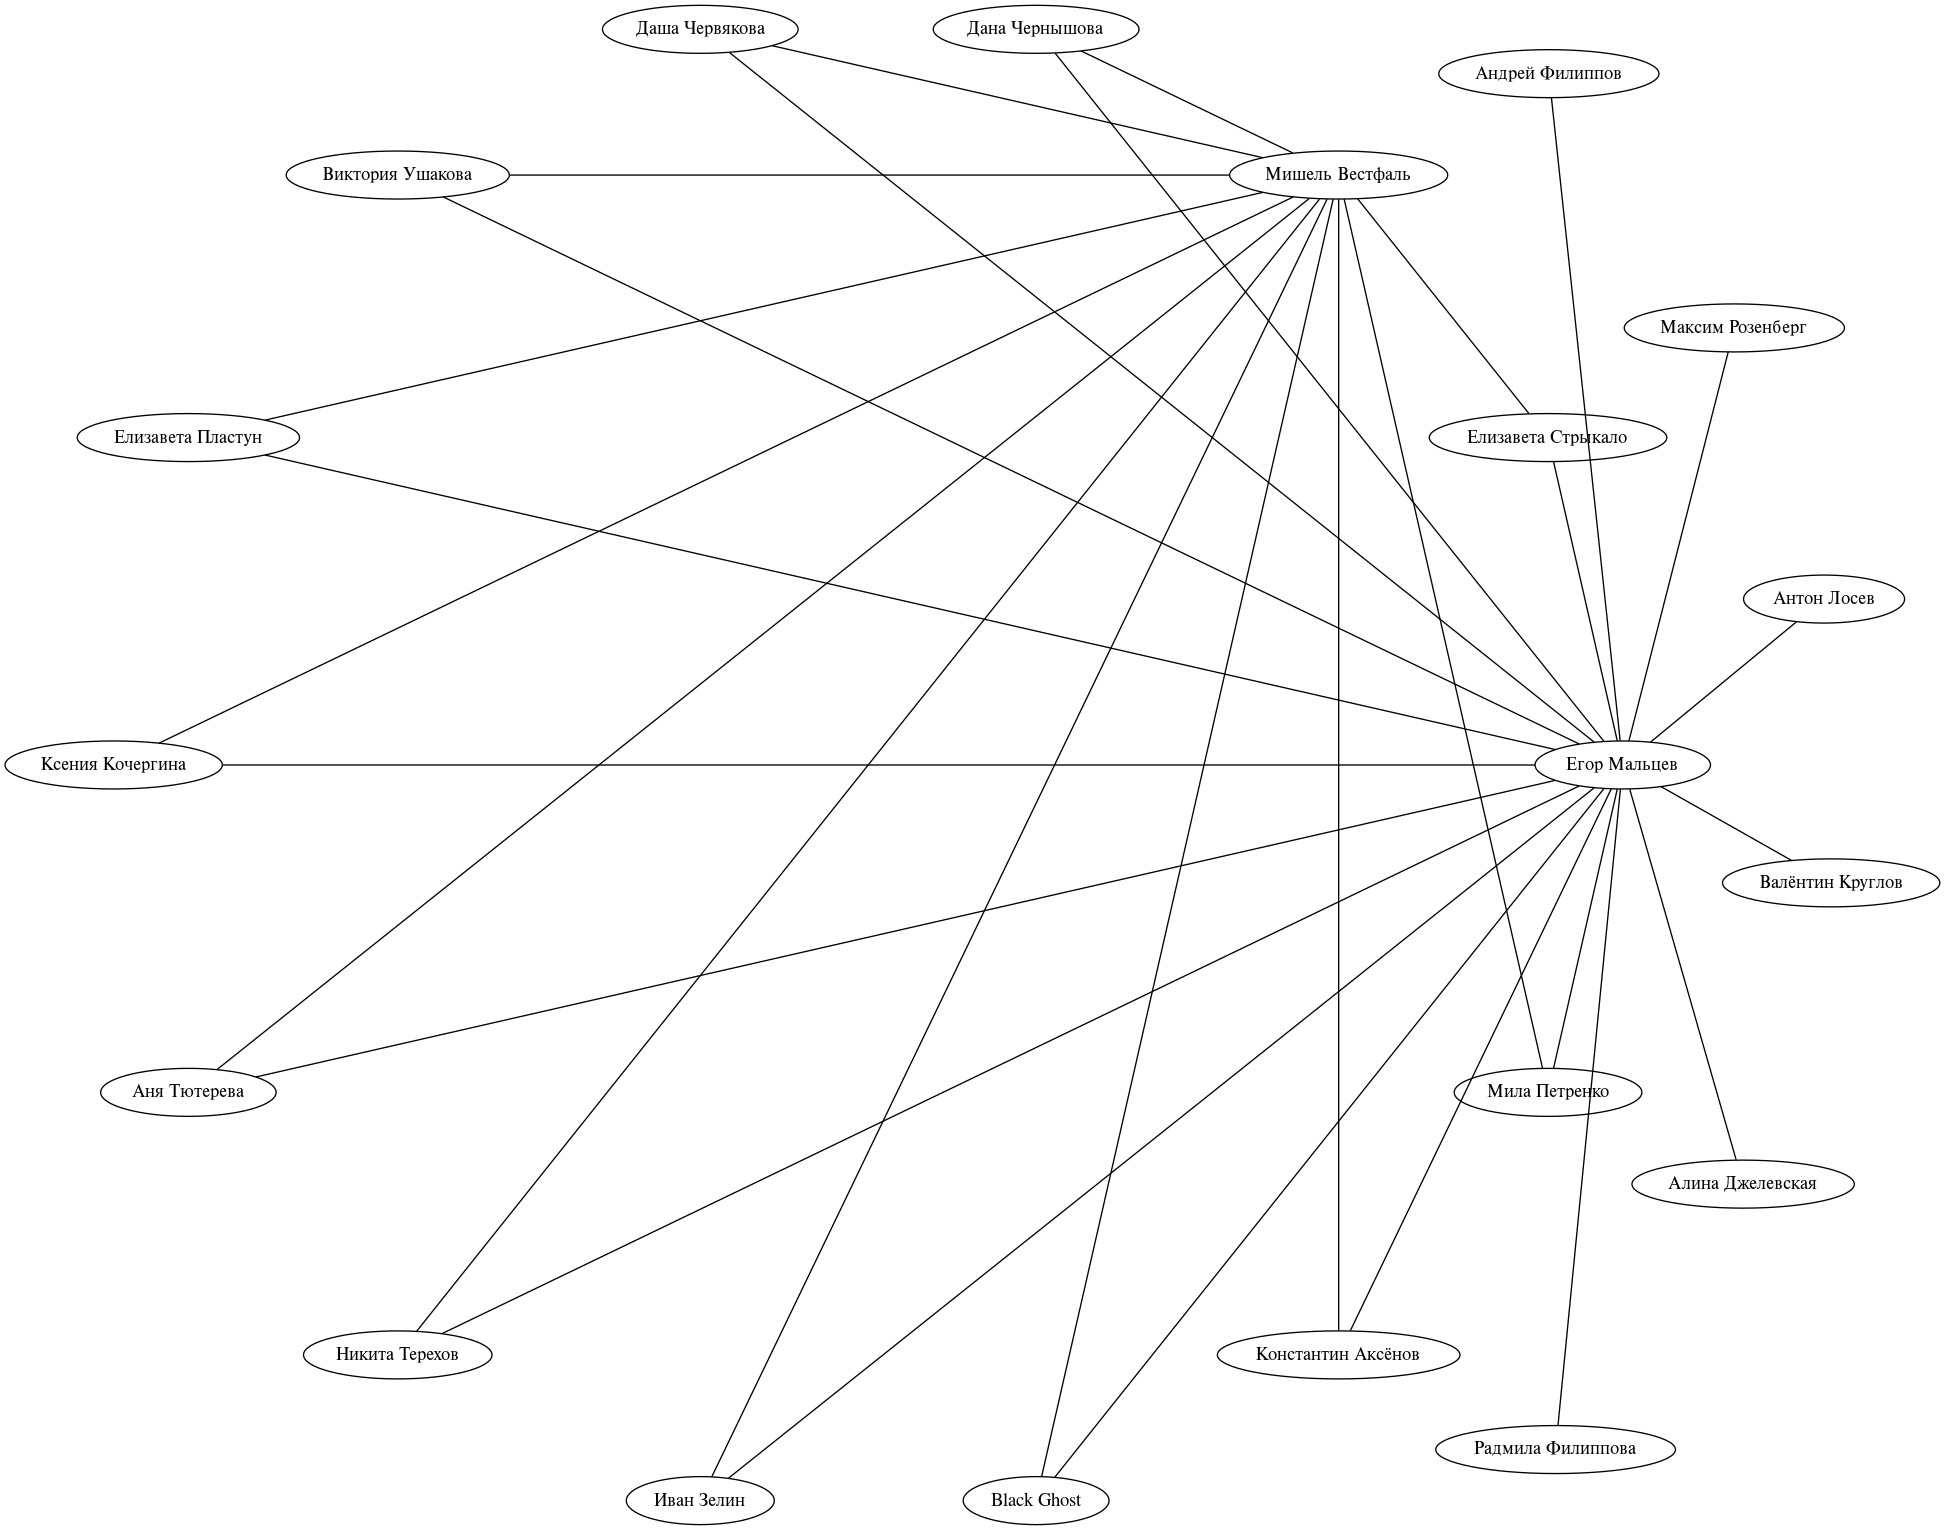 Даша Червякова
Дана Чернышова
Андрей Филиппов
Виктория Ушакова
Мишель Вестфаль
Максим Розенберг
Елизавета Пластун
Елизавета Стрыкало
Антон Лосев
Ксения Кочергина
Егор Мальцев
Валёнтин Круглов
Аня Тютерева
Мила Петренко
Алина Джелевская
Никита Терехов
Константин Аксёнов
Радмила Филиппова
Иван Зелин
Black Ghost